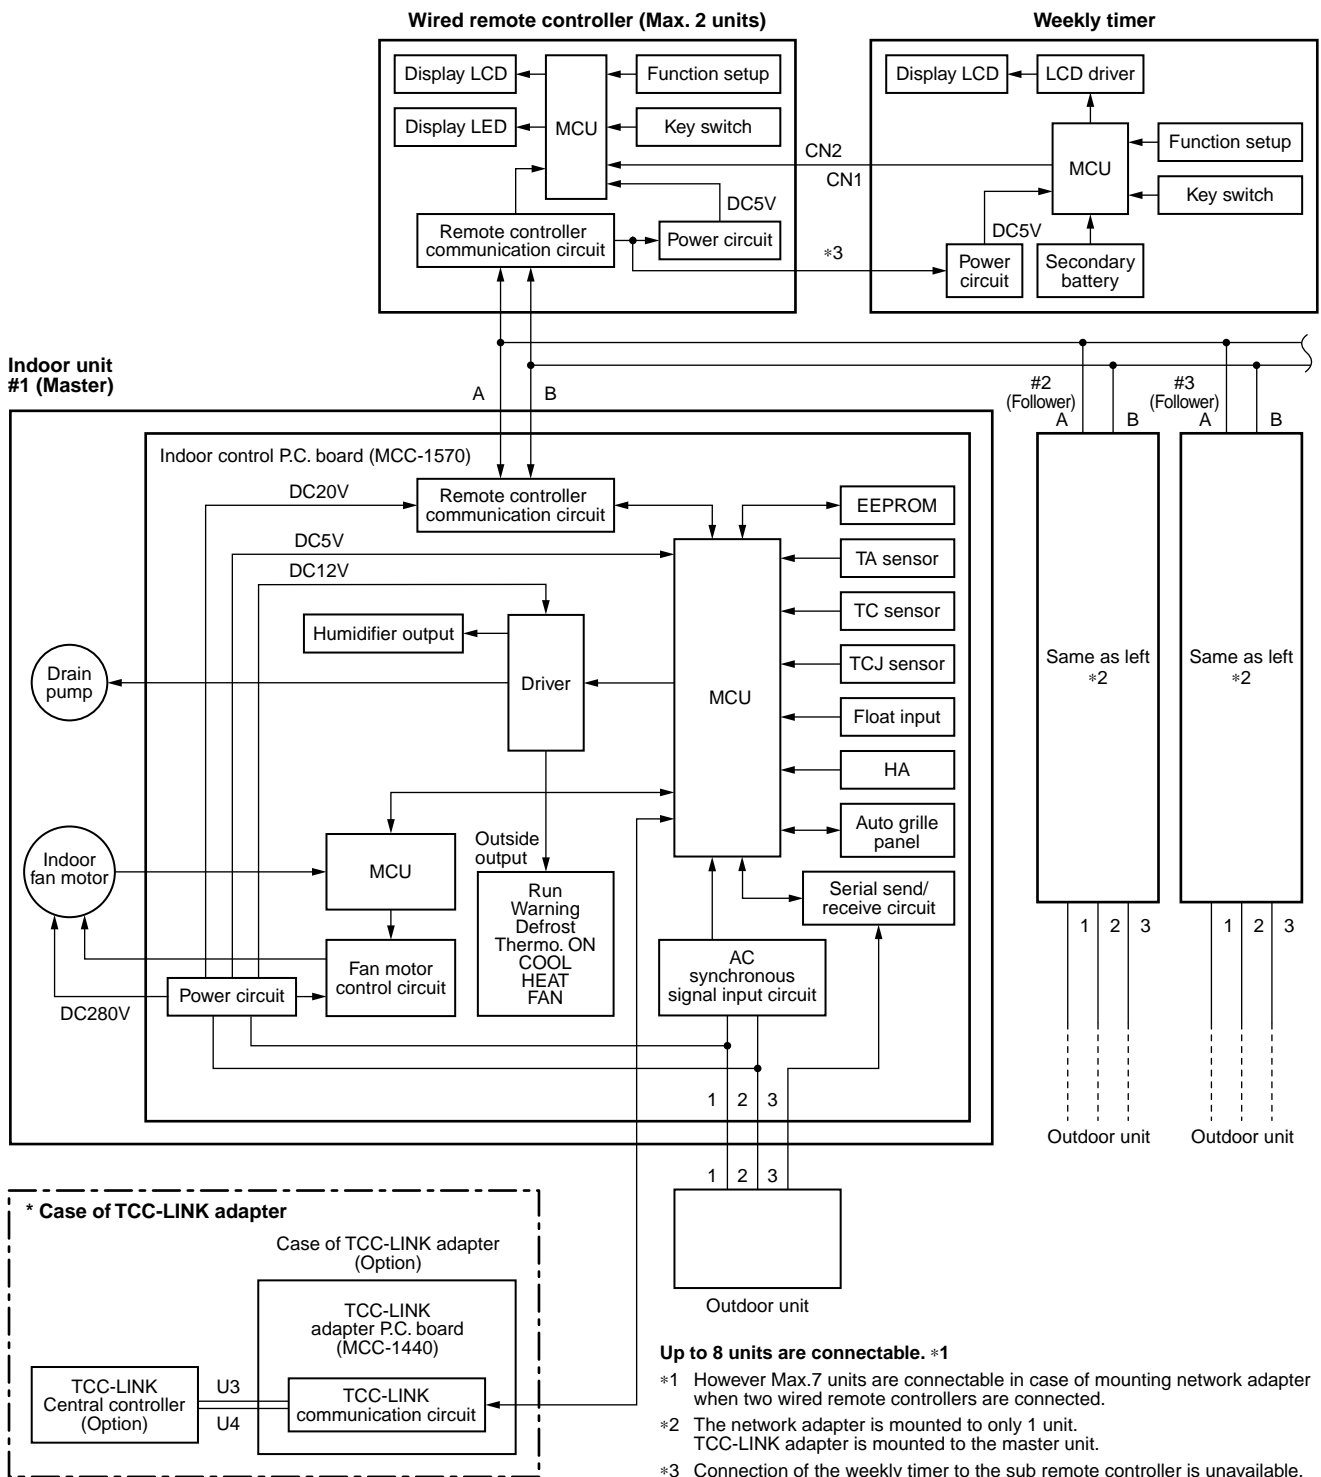 Wired remote controller (Max. 2 units)
Weekly timer
Display LCD
Function setup
Display LED
MCU
Key switch
Remote controller
communication circuit
Power circuit
DC5V
CN2
CN1
∗3
Display LCD
LCD driver
MCU
Function setup
Key switch
DC5V
Power
circuit
Secondary
battery
Indoor unit
#1 (Master)
A
B
#2
(Follower)
A
B
#3
(Follower)
A
B
Indoor control P.C. board (MCC-1570)
DC20V
Remote controller
communication circuit
DC5V
DC12V
EEPROM
TA sensor
TC sensor
TCJ sensor
Float input
HA
Auto grille
panel
Humidifier output
Drain
pump
Driver
MCU
Same as left
∗2
Same as left
∗2
Indoor
fan motor
MCU
Outside
output
Run
Warning
Defrost
Thermo. ON
COOL
HEAT
FAN
Serial send/
receive circuit
Fan motor
control circuit
AC
synchronous
signal input circuit
Power circuit
DC280V
1 2 3
1 2 3
1 2 3
Outdoor unit
Outdoor unit
1 2 3
Outdoor unit
* Case of TCC-LINK adapter
Case of TCC-LINK adapter
(Option)
TCC-LINK
adapter P.C. board
(MCC-1440)
TCC-LINK
Central controller
(Option)
U3
U4
TCC-LINK
communication circuit
Up to 8 units are connectable. ∗1
∗1 However Max.7 units are connectable in case of mounting network adapter
when two wired remote controllers are connected.
∗2 The network adapter is mounted to only 1 unit.
TCC-LINK adapter is mounted to the master unit.
∗3 Connection of the weekly timer to the sub remote controller is unavailable.